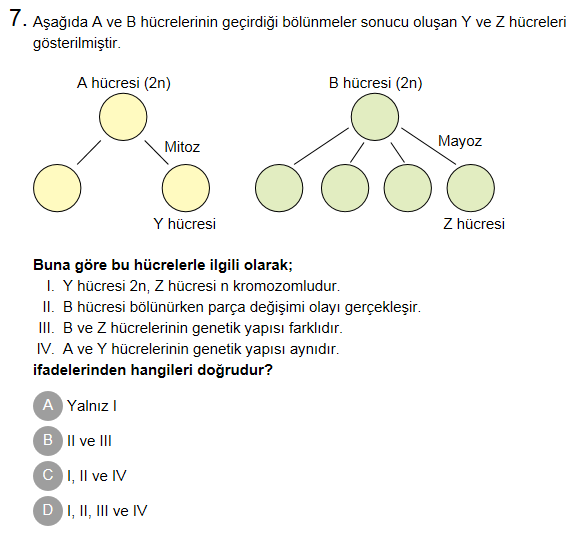 7. Aşağıda A ve B hücrelerinin geçirdiği bölünmeler sonucu oluşan Y ve Z hücreleri
gösterilmiştir.
A hücresi (2n)
B hücresi (2n)
Mitoz
Mayoz
Y hücresi
Z hücresi
Buna göre bu hücrelerle ilgili olarak;
I. Y hücresi 2n, Z hücresi n kromozomludur.
II. B hücresi bölünürken parça değişimi olayı gerçekleşir.
III. B ve Z hücrelerinin genetik yapısı farklıdır.
IV. A ve Y hücrelerinin genetik yapısı aynıdır.
ifadelerinden hangileri doğrudur?
A Yalnız I
B II ve III
C I, II ve IV
D I, II, III ve IV